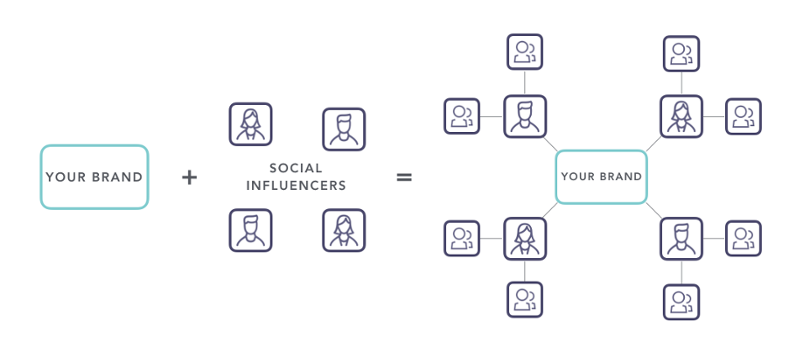 YOUR BRAND
+
SOCIAL
INFLUENCERS
=
YOUR BRAND